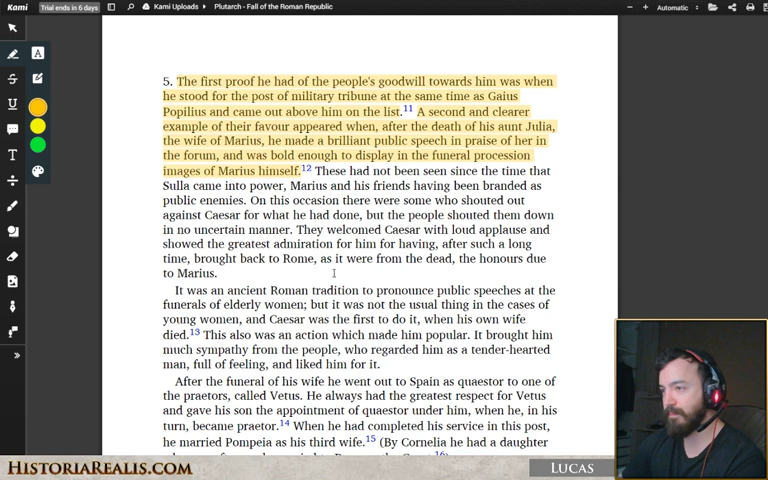 Kami Trial ends in 6 days Kami Uploads > Plutarch - Fall of the Roman Republic Automatic
5. The first proof he had of the people's goodwill towards him was when
he stood for the post of military tribune at the same time as Gaius
Popilius and came out above him on the list.11 A second and clearer
example of their favour appeared when, after the death of his aunt Julia,
the wife of Marius, he made a brilliant public speech in praise of her in
the forum, and was bold enough to display in the funeral procession
images of Marius himself.12 These had not been seen since the time that
Sulla came into power, Marius and his friends having been branded as
public enemies. On this occasion there were some who shouted out
against Caesar for what he had done, but the people shouted them down
in no uncertain manner. They welcomed Caesar with loud applause and
showed the greatest admiration for him for having, after such a long
time, brought back to Rome, as it were from the dead, the honours due
to Marius.
It was an ancient Roman tradition to pronounce public speeches at the
funerals of elderly women; but it was not the usual thing in the cases of
young women, and Caesar was the first to do it, when his own wife
died.13 This also was an action which made him popular. It brought him
much sympathy from the people, who regarded him as a tender-hearted
man, full of feeling, and liked him for it.
After the funeral of his wife he went out to Spain as quaestor to one of
the praetors, called Vetus. He always had the greatest respect for Vetus
and gave his son the appointment of quaestor under him, when he, in his
turn, became praetor.14 When he had completed his service in this post,
he married Pompeia as his third wife.15 (By Cornelia he had a daughter
HISTORIAREALIS.COM
LUCAS